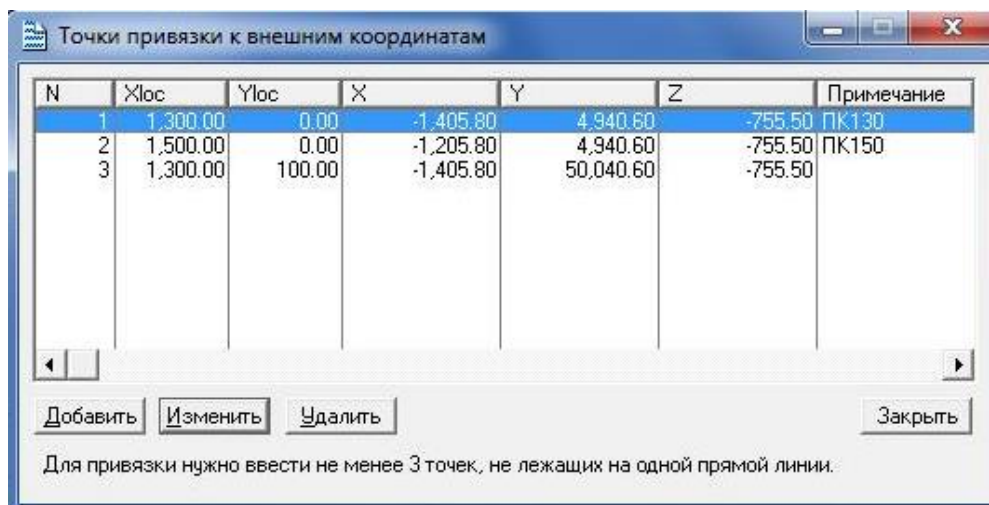 Точки привязки к внешним координатам
N Xloc Yloc X Y Z Примечание
1 1,300.00 0.00 -1,405.80 4,940.60 -755.50 ПК130
2 1,500.00 0.00 -1,205.80 4,940.60 -755.50 ПК150
3 1,300.00 100.00 -1,405.80 50,040.60 -755.50
Добавить Изменить Удалить Закрыть
Для привязки нужно ввести не менее 3 точек, не лежащих на одной прямой линии.